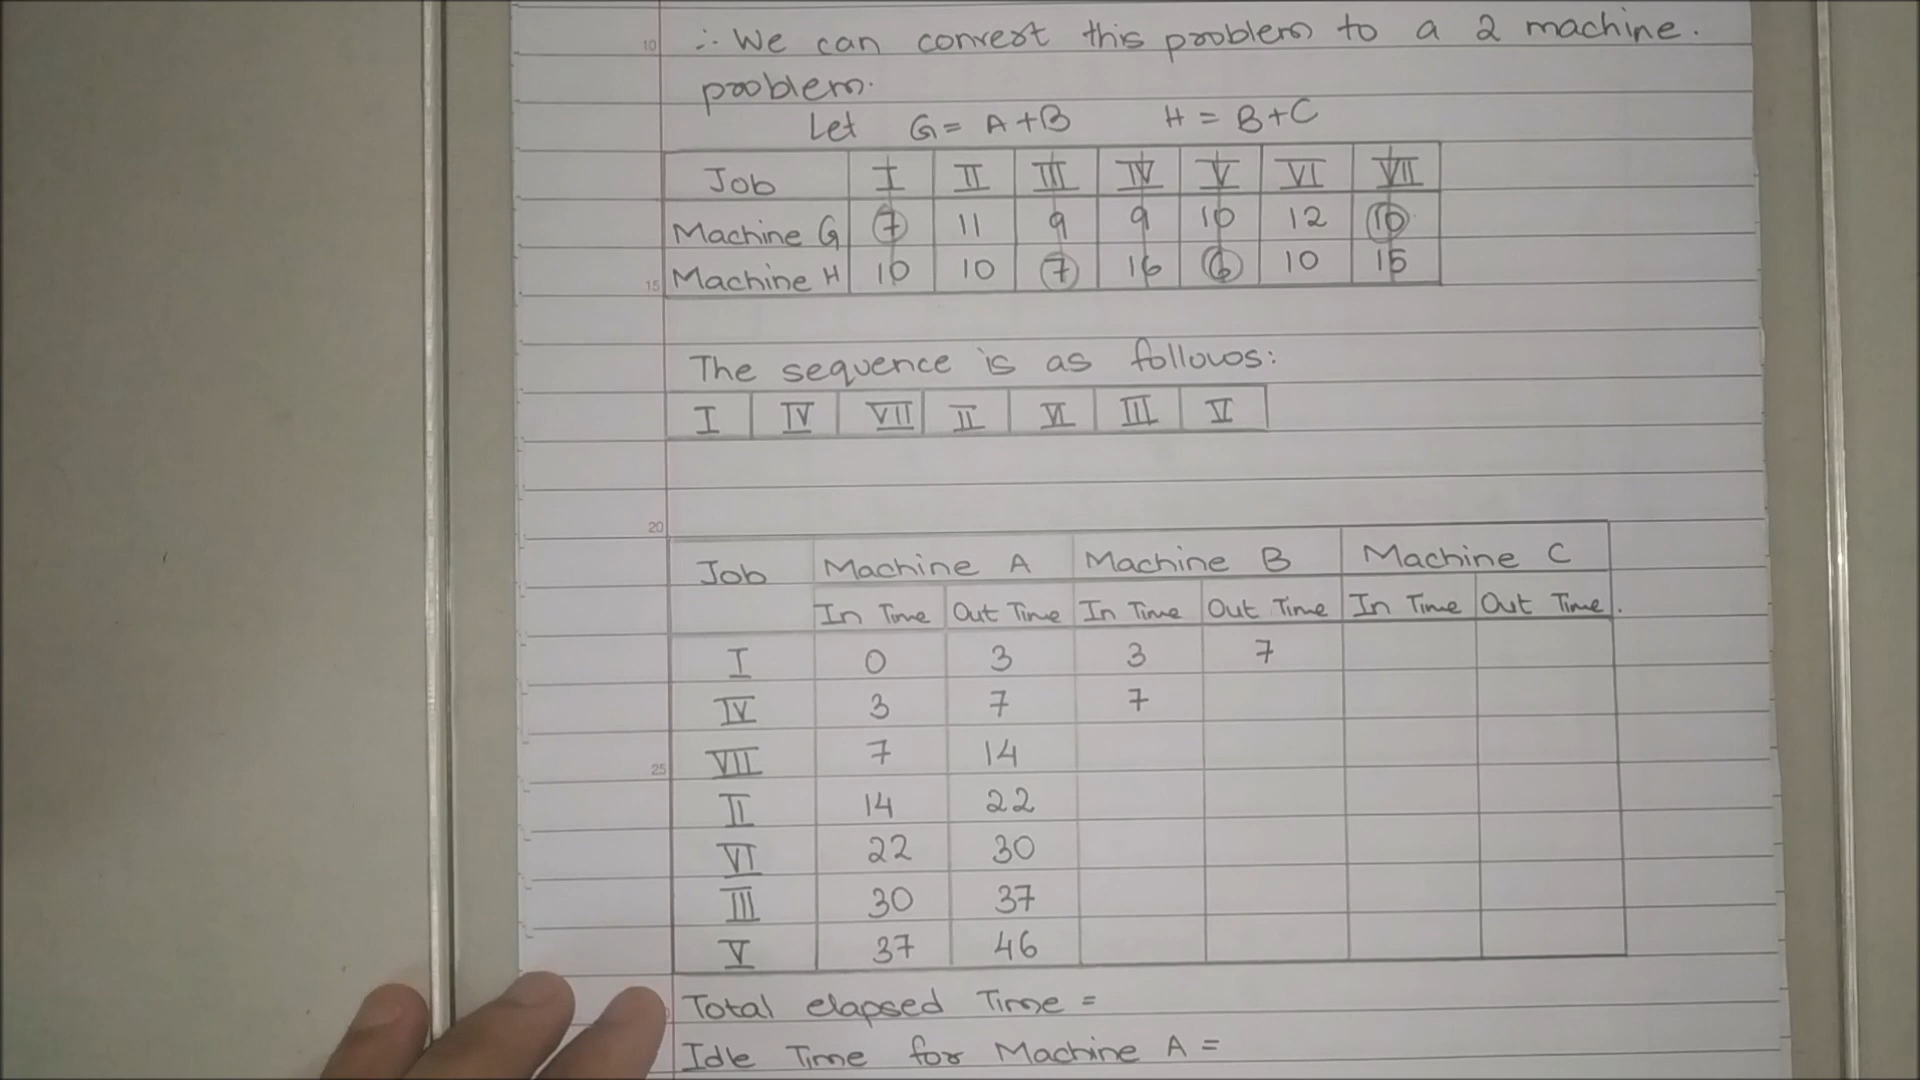 10 ∴ We can convert this problem to a 2 machine.
problem.
Let G = A+B H = B+C
Job I II III IV V VI VII
Machine G 7 11 9 9 10 12 10
15 Machine H 10 10 7 16 6 10 15
The sequence is as follows:
I IV VII II VI III V
20
Job Machine A Machine B Machine C
In Time Out Time In Time Out Time In Time Out Time.
I 0 3 3 7
IV 3 7 7
25 VII 7 14
II 14 22
VI 22 30
III 30 37
V 37 46
Total elapsed Time =
Idle Time for Machine A =